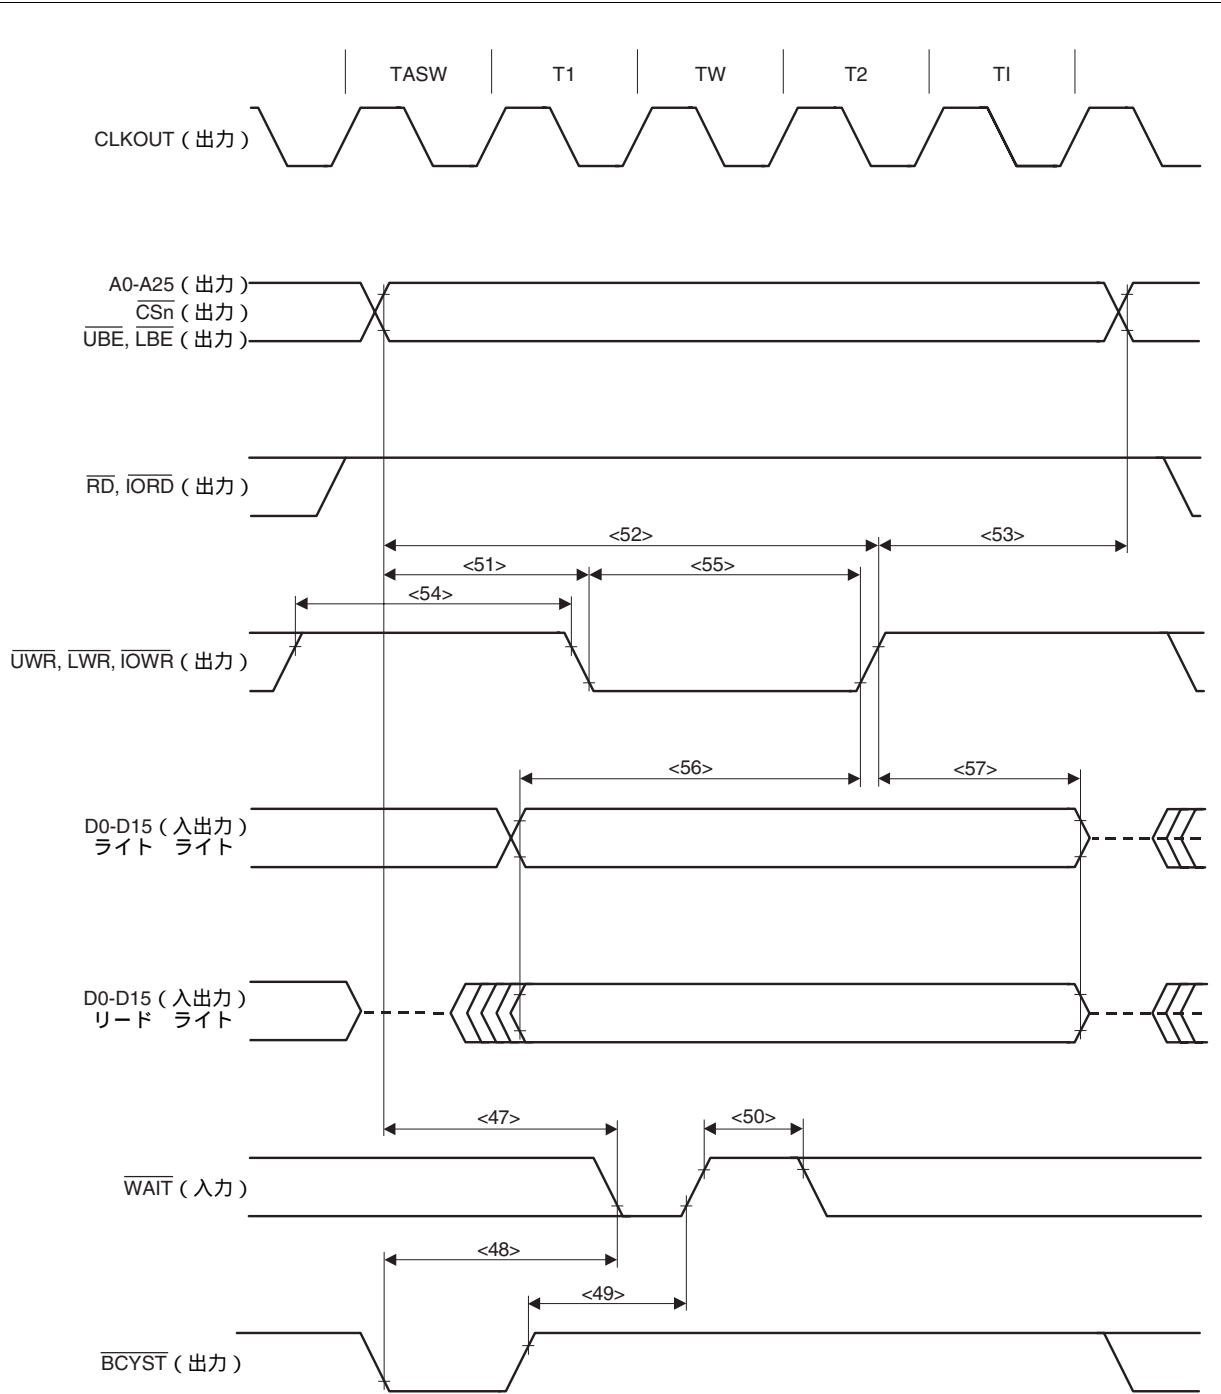 TASW T1 TW T2 TI
CLKOUT(出力)
A0-A25(出力)
CSn(出力)
UBE, LBE(出力)
RD, IORD(出力)
<52> <53>
<51> <55>
<54>
UWR, LWR, IOWR(出力)
<56> <57>
D0-D15(入出力)
ライト ライト
D0-D15(入出力)
リード ライト
<47> <50>
WAIT(入力)
<48>
<49>
BCYST(出力)